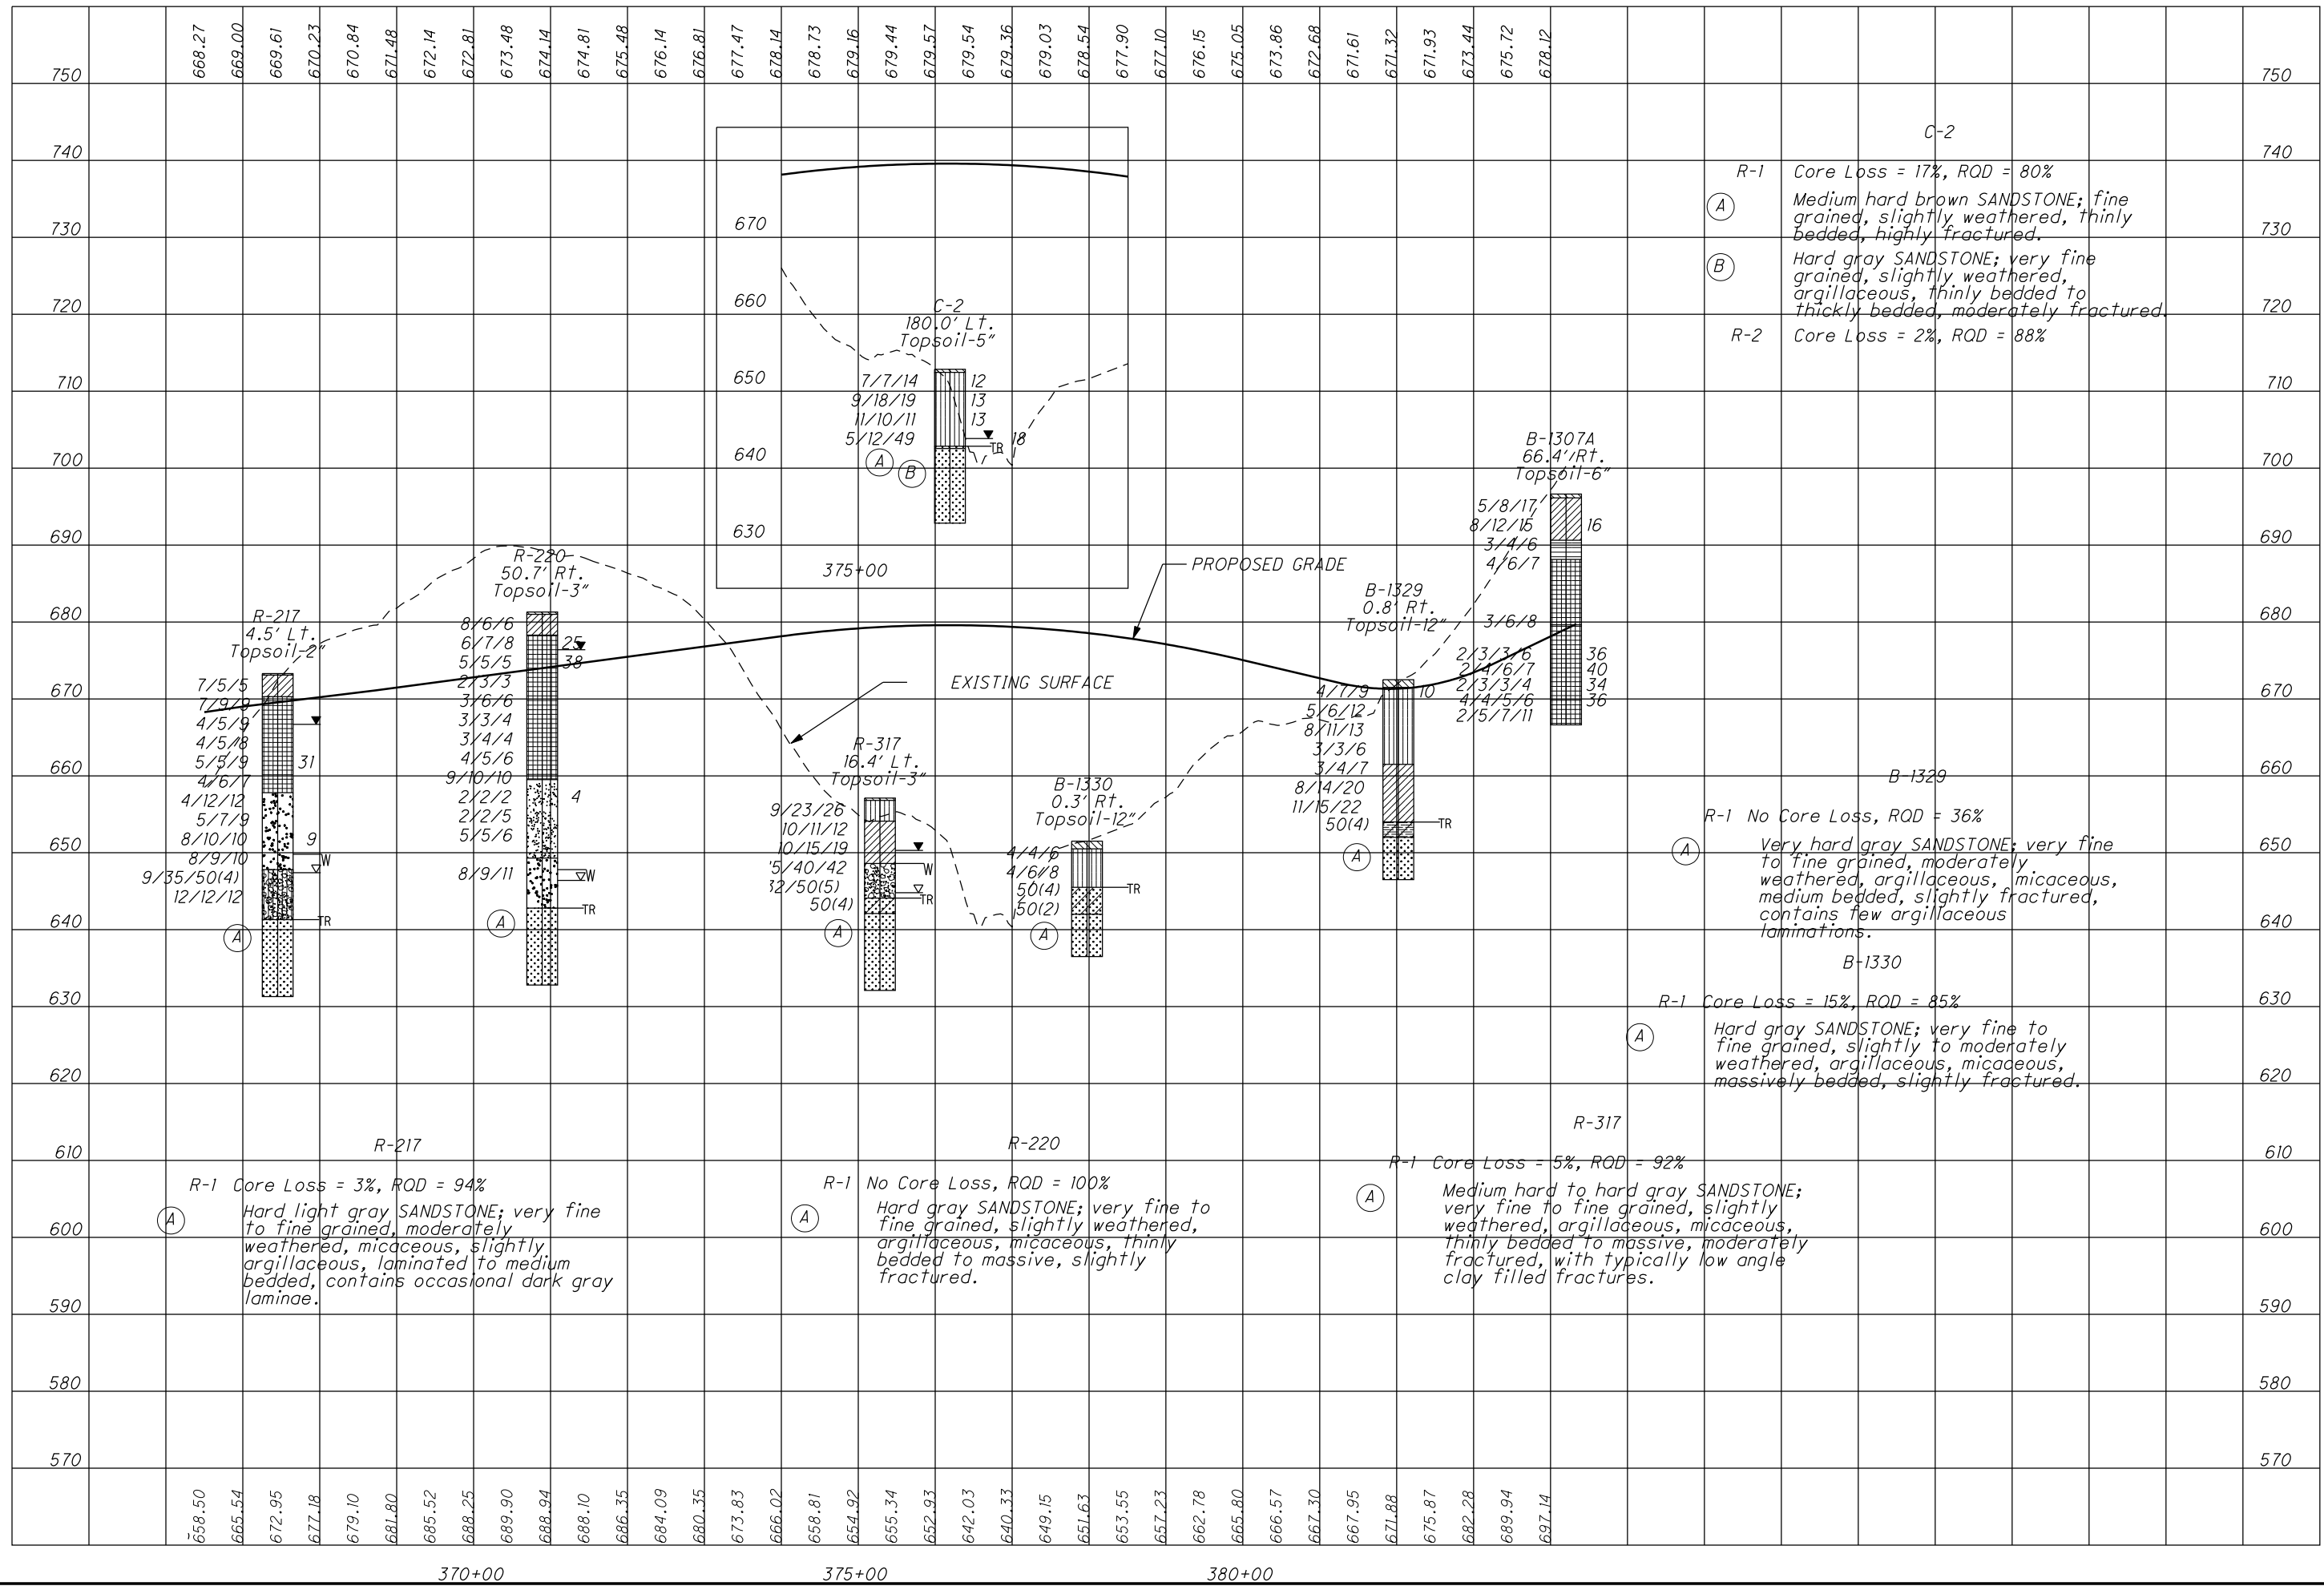 668.27 669.00 669.61 670.23 670.84 671.48 672.14 672.81 673.48 674.14 674.81 675.48 676.14 676.81 677.47 678.14 678.73 679.16 679.44 679.57 679.54 679.36 679.03 678.54 677.90 677.10 676.15 675.05 673.86 672.68 671.61 671.32 671.93 673.44 675.72 678.12
750 750
740 740
730 730
720 720
710 710
700 700
690 690
680 680
670 670
660 660
650 650
640 640
630 630
620 620
610 610
600 600
590 590
580 580
570 570
670
660
650
640
630
375+00
C-2
180.0' Lt.
Topsoil-5"
7/7/14 12
9/18/19 13
11/10/11 13
5/12/49 18
TR
A B
R-217
4.5' Lt.
Topsoil-2"
7/5/5
7/9/9
4/5/9
4/5/8
5/5/9 31
4/6/7
4/12/12
5/7/9
8/10/10 9
8/9/10 W
9/35/50(4)
12/12/12
TR
A
R-220
50.7' Rt.
Topsoil-3"
8/6/6
6/7/8 25
5/5/5 38
2/3/3
3/6/6
3/3/4
3/4/4
4/5/6
9/10/10
2/2/2 4
2/2/5
5/5/6
8/9/11 W
TR
A
EXISTING SURFACE
PROPOSED GRADE
R-317
16.4' Lt.
Topsoil-3"
9/23/26
10/11/12
10/15/19
5/40/42 W
32/50(5)
50(4) TR
A
B-1330
0.3' Rt.
Topsoil-12"
4/4/6
4/6/8
50(4) TR
50(2)
A
B-1329
0.8' Rt.
Topsoil-12"
4/7/9 10
5/6/12
8/11/13
3/3/6
3/4/7
8/14/20
11/15/22
50(4) TR
A
B-1307A
66.4' Rt.
Topsoil-6"
5/8/17
8/12/15 16
3/4/6
4/6/7
3/6/8
2/3/3/6 36
2/4/6/7 40
2/3/3/4 34
4/4/5/6 36
2/5/7/11
C-2
R-1 Core Loss = 17%, RQD = 80%
A Medium hard brown SANDSTONE; fine
grained, slightly weathered, thinly
bedded, highly fractured.
B Hard gray SANDSTONE; very fine
grained, slightly weathered,
argillaceous, thinly bedded to
thickly bedded, moderately fractured.
R-2 Core Loss = 2%, RQD = 88%
B-1329
R-1 No Core Loss, RQD = 36%
A Very hard gray SANDSTONE; very fine
to fine grained, moderately
weathered, argillaceous, micaceous,
medium bedded, slightly fractured,
contains few argillaceous
laminations.
B-1330
R-1 Core Loss = 15%, RQD = 85%
A Hard gray SANDSTONE; very fine to
fine grained, slightly to moderately
weathered, argillaceous, micaceous,
massively bedded, slightly fractured.
R-217
R-1 Core Loss = 3%, RQD = 94%
A Hard light gray SANDSTONE; very fine
to fine grained, moderately
weathered, micaceous, slightly
argillaceous, laminated to medium
bedded, contains occasional dark gray
laminae.
R-220
R-1 No Core Loss, RQD = 100%
A Hard gray SANDSTONE; very fine to
fine grained, slightly weathered,
argillaceous, micaceous, thinly
bedded to massive, slightly
fractured.
R-317
R-1 Core Loss = 5%, RQD = 92%
A Medium hard to hard gray SANDSTONE;
very fine to fine grained, slightly
weathered, argillaceous, micaceous,
thinly bedded to massive, moderately
fractured, with typically low angle
clay filled fractures.
658.50 665.54 672.95 677.18 679.10 681.80 685.52 688.25 689.90 688.94 688.10 686.35 684.09 680.35 673.83 666.02 658.81 654.92 655.34 652.93 642.03 640.33 649.15 651.63 653.55 657.23 662.78 665.80 666.57 667.30 667.95 671.88 675.87 682.28 689.94 697.14
370+00 375+00 380+00